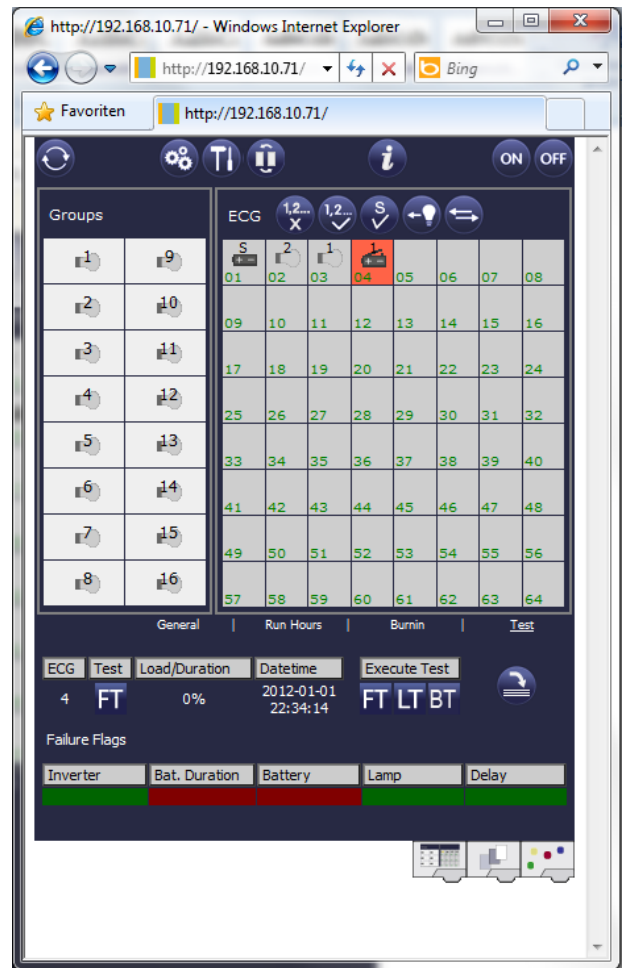 http://192.168.10.71/ - Windows Internet Explorer
http://192.168.10.71/ Bing
Favoriten http://192.168.10.71/
i ON OFF
Groups ECG 1,2... X 1,2... S
1 9 S 2 1 1
01 02 03 04 05 06 07 08
2 10
09 10 11 12 13 14 15 16
3 11
17 18 19 20 21 22 23 24
4 12
25 26 27 28 29 30 31 32
5 13
33 34 35 36 37 38 39 40
6 14
41 42 43 44 45 46 47 48
7 15
49 50 51 52 53 54 55 56
8 16
57 58 59 60 61 62 63 64
General | Run Hours | Burnin | Test
ECG Test Load/Duration Datetime Execute Test
4 FT 0% 2012-01-01 FT LT BT
22:34:14
Failure Flags
Inverter Bat. Duration Battery Lamp Delay